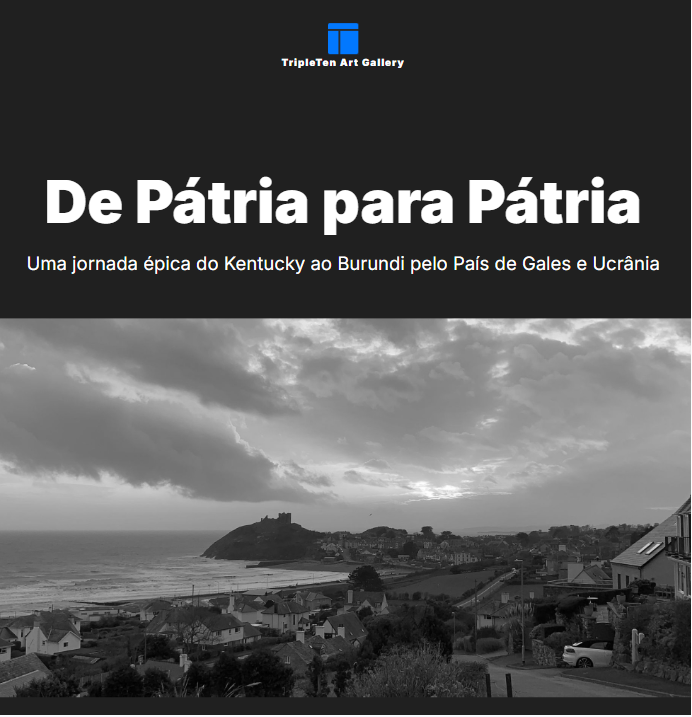 TripleTen Art Gallery
De Pátria para Pátria
Uma jornada épica do Kentucky ao Burundi pelo País de Gales e Ucrânia